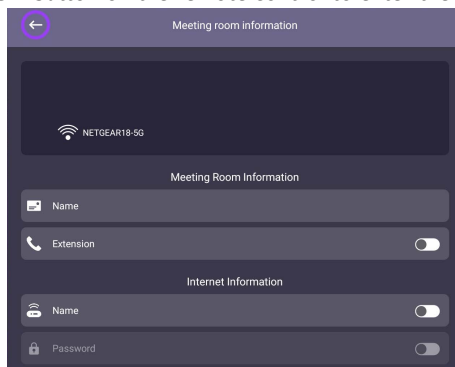 Meeting room information
NETGEAR18-5G
Meeting Room Information
Name
Extension
Internet Information
Name
Password